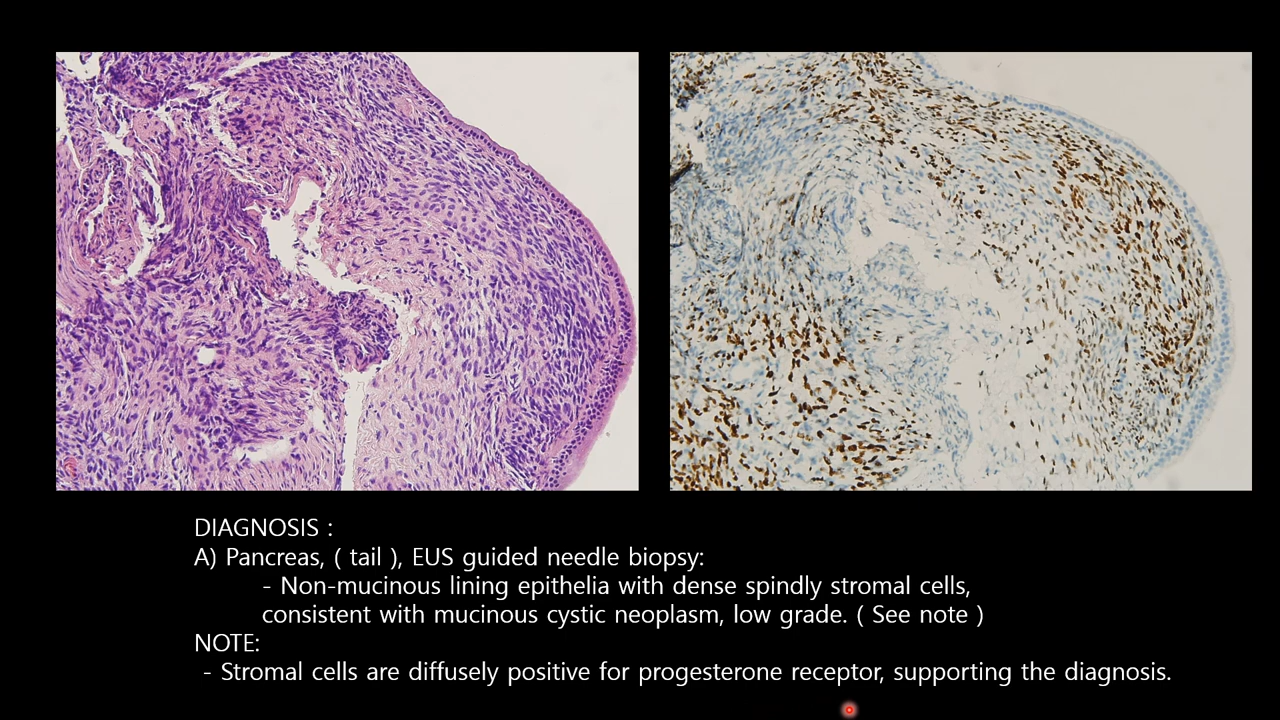 DIAGNOSIS :
A) Pancreas, ( tail ), EUS guided needle biopsy:
- Non-mucinous lining epithelia with dense spindly stromal cells,
consistent with mucinous cystic neoplasm, low grade. ( See note )
NOTE:
- Stromal cells are diffusely positive for progesterone receptor, supporting the diagnosis.